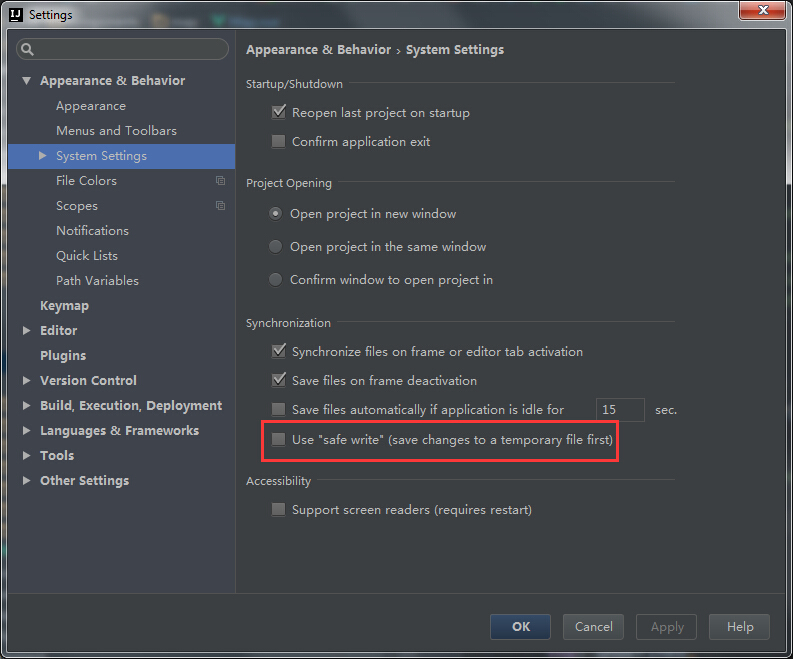 IJ Settings
Appearance & Behavior
Appearance
Menus and Toolbars
System Settings
File Colors
Scopes
Notifications
Quick Lists
Path Variables
Keymap
Editor
Plugins
Version Control
Build, Execution, Deployment
Languages & Frameworks
Tools
Other Settings
Appearance & Behavior › System Settings
Startup/Shutdown
Reopen last project on startup
Confirm application exit
Project Opening
Open project in new window
Open project in the same window
Confirm window to open project in
Synchronization
Synchronize files on frame or editor tab activation
Save files on frame deactivation
Save files automatically if application is idle for 15 sec.
Use "safe write" (save changes to a temporary file first)
Accessibility
Support screen readers (requires restart)
OK Cancel Apply Help